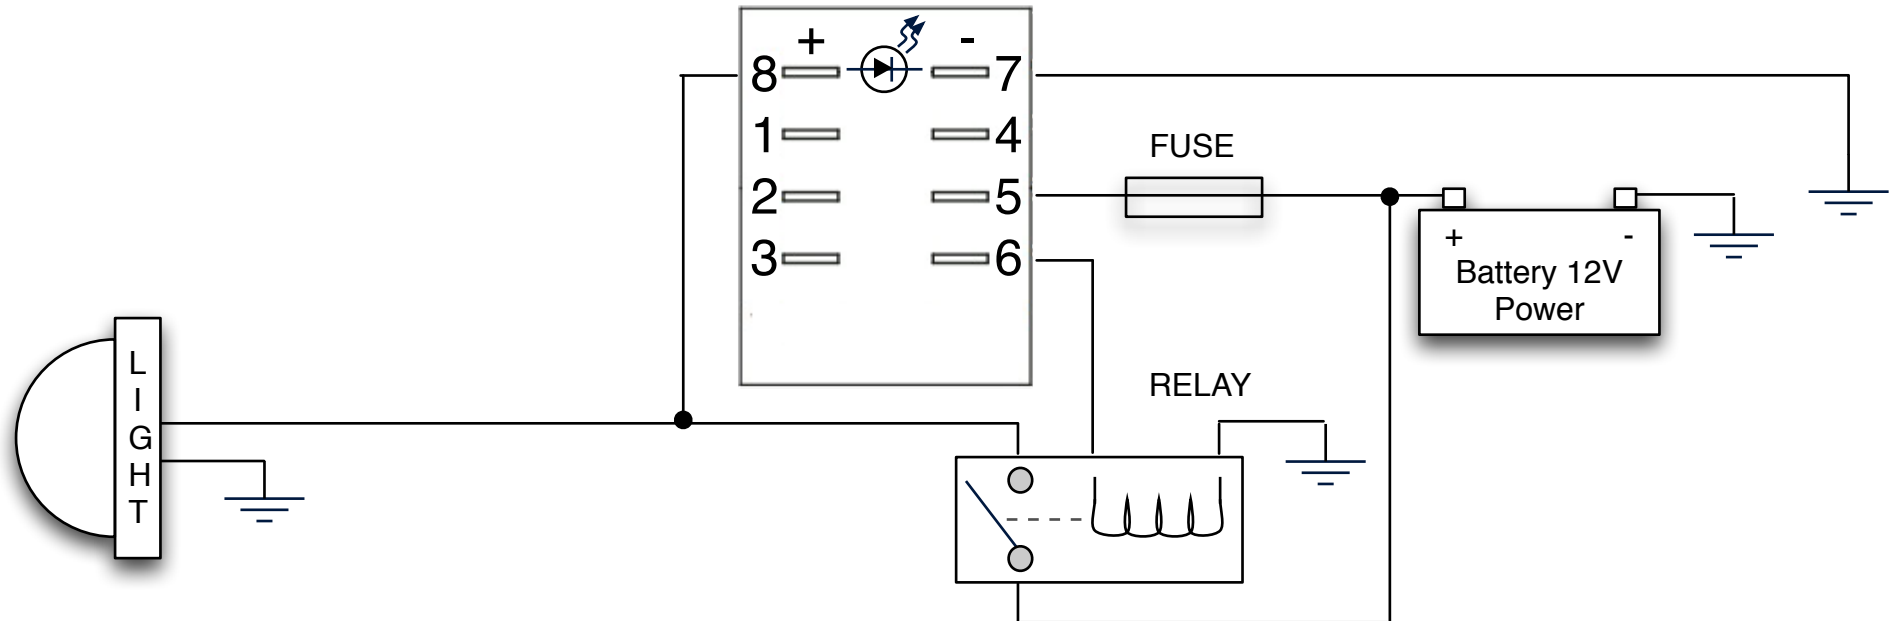 + -
8 7
1 4
2 5
3 6
FUSE
+ -
Battery 12V
Power
RELAY
L
I
G
H
T